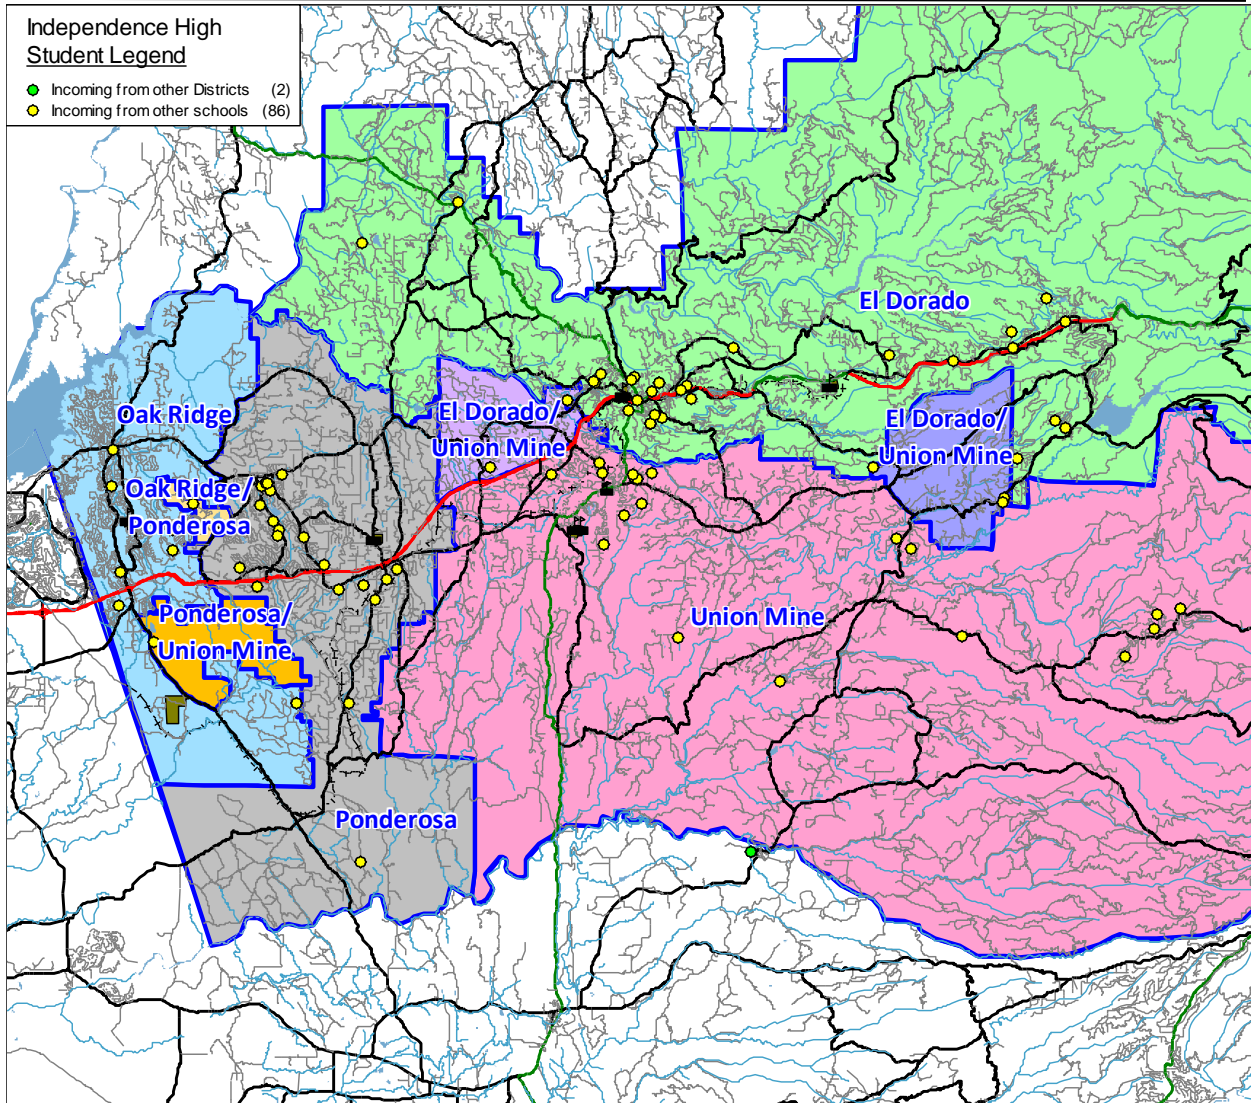 Independence High
Student Legend
Incoming from other Districts (2)
Incoming from other schools (86)
El Dorado
Oak Ridge
El Dorado/
Union Mine
El Dorado/
Union Mine
Oak Ridge/
Ponderosa
Ponderosa/
Union Mine
Union Mine
Ponderosa